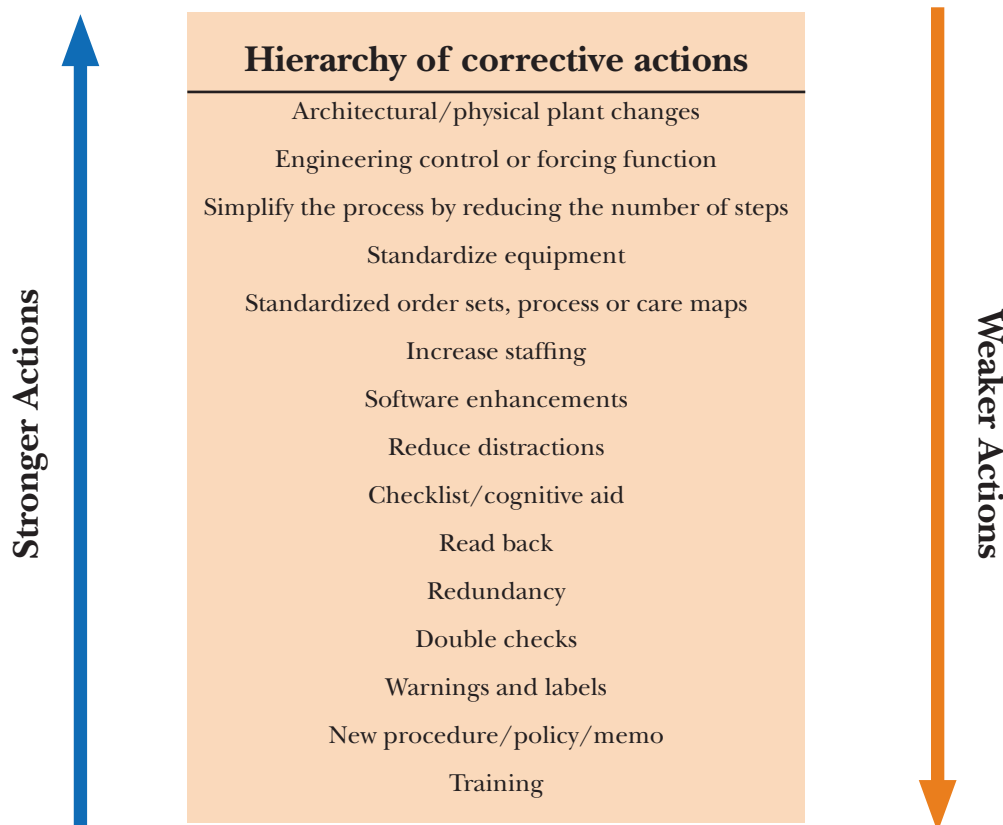 Hierarchy of corrective actions
Architectural/physical plant changes
Engineering control or forcing function
Simplify the process by reducing the number of steps
Standardize equipment
Standardized order sets, process or care maps
Increase staffing
Software enhancements
Reduce distractions
Checklist/cognitive aid
Read back
Redundancy
Double checks
Warnings and labels
New procedure/policy/memo
Training
Stronger Actions
Weaker Actions